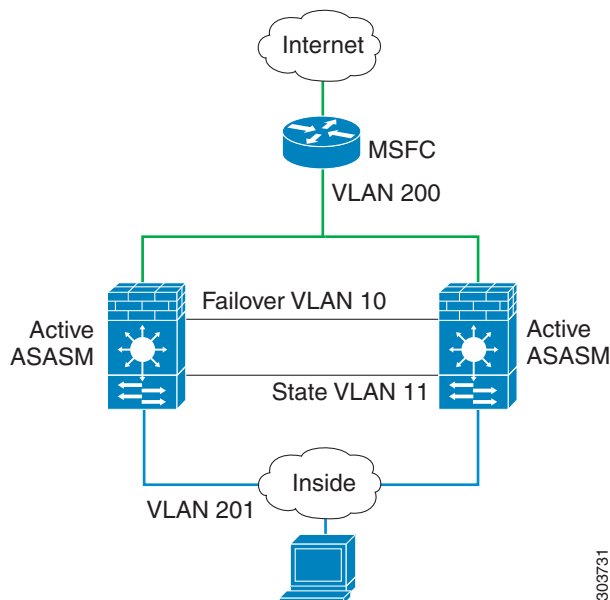 Internet
MSFC
VLAN 200
Failover VLAN 10
Active
ASASM
Active
ASASM
State VLAN 11
Inside
VLAN 201
303731